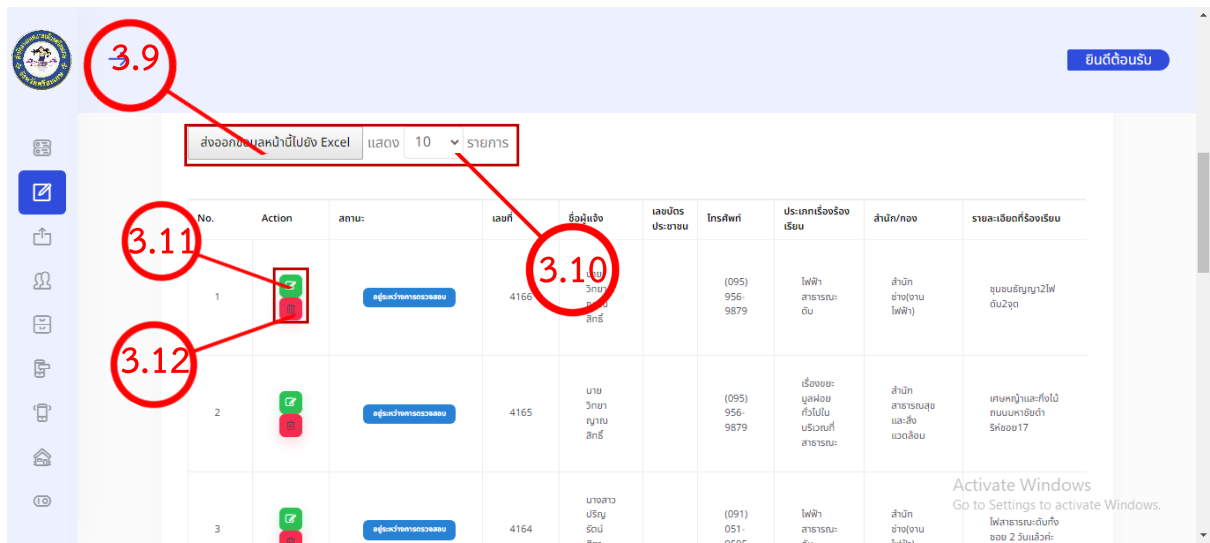 3.9
ยินดีต้อนรับ
ส่งออกข้อมูลหน้านี้ไปยัง Excel แสดง 10 รายการ
No. Action สถานะ เลขที่ ชื่อผู้แจ้ง เลขบัตร ประชาชน โทรศัพท์ ประเภทเรื่องร้อง เรียน สำนัก/กอง รายละเอียดที่ร้องเรียน
3.11
3.10
1
อยู่ระหว่างการตรวจสอบ
4166
นาย
วิทยา
สิทธิ์
(095)
956-
9879
ไฟฟ้า
สาธารณะ
ดับ
สำนัก
ช่าง(งาน
ไฟฟ้า)
ชุมชนธัญญา2ไฟ
ดับ2จุด
3.12
2
อยู่ระหว่างการตรวจสอบ
4165
นาย
วิทยา
ญาณ
สิทธิ์
(095)
956-
9879
เรื่องขยะ
มูลฝอย
ทั่วไปใน
บริเวณที่
สาธารณะ
สำนัก
สาธารณสุข
และสิ่ง
แวดล้อม
เศษหญ้าและกิ่งไม้
ถนนมหาชัยดำ
ริห์ซอย17
3
อยู่ระหว่างการตรวจสอบ
4164
นางสาว
ปริญ
รัตน์
(091)
051-
ไฟฟ้า
สาธารณะ
สำนัก
ช่าง(งาน
ไฟสาธารณะดับทั้ง
ซอย 2 วันแล้วค่ะ
Activate Windows
Go to Settings to activate Windows.